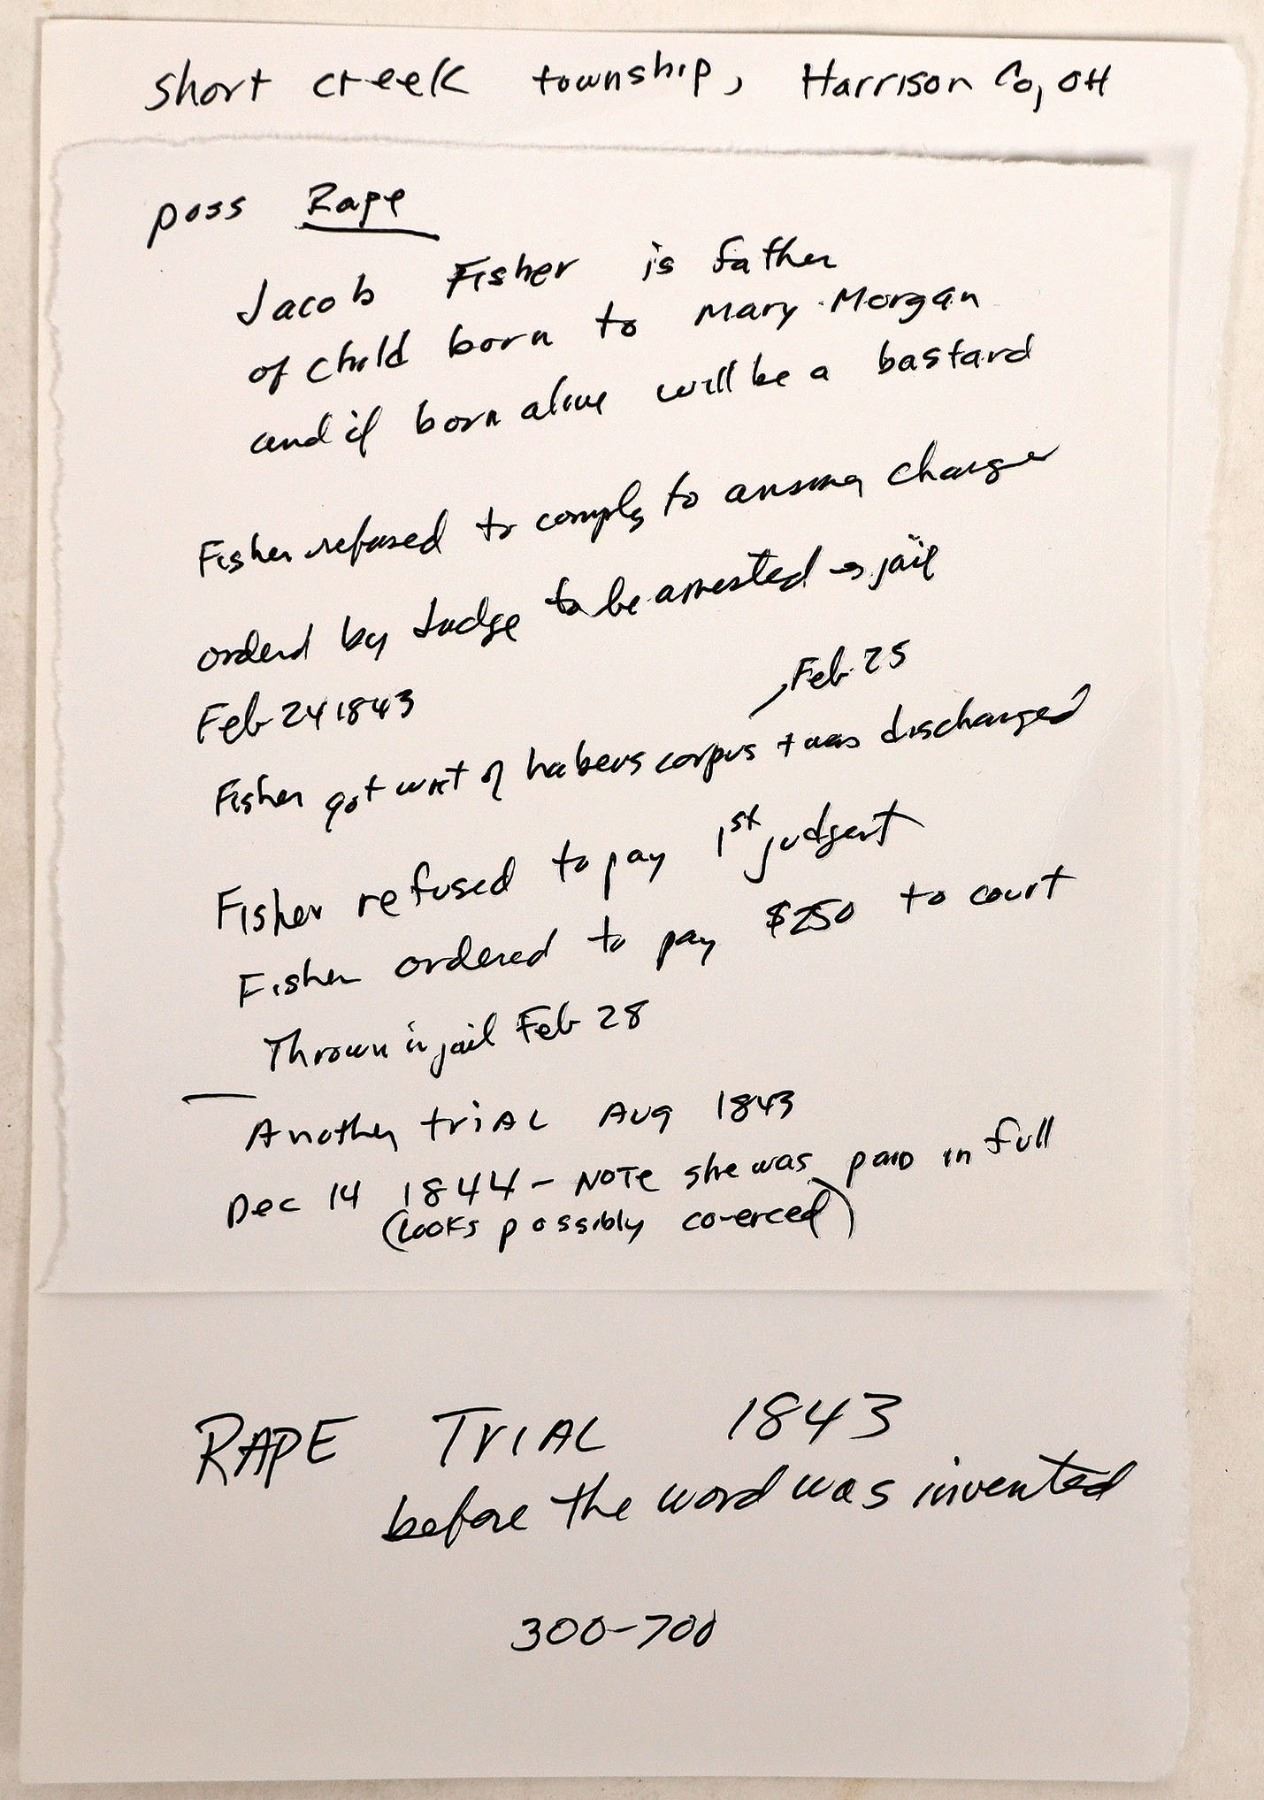 short creek township, Harrison Co, OH
poss Rape
Jacob Fisher is father
of child born to Mary Morgan
and if born alive will be a bastard
Fisher refused to comply to answer charges
orderd by Judge to be arrested → jail
Feb 24 1843
Feb 25
Fisher got writ of habeus corpus + was discharged
Fisher refused to pay 1st judgent
Fisher ordered to pay $250 to court
Thrown in jail Feb 28
Another triAL Aug 1843
Dec 14 1844 - NOTE she was paid in full
(Looks possibly co-erced)
RAPE TriAL 1843
before the word was invented
300-700